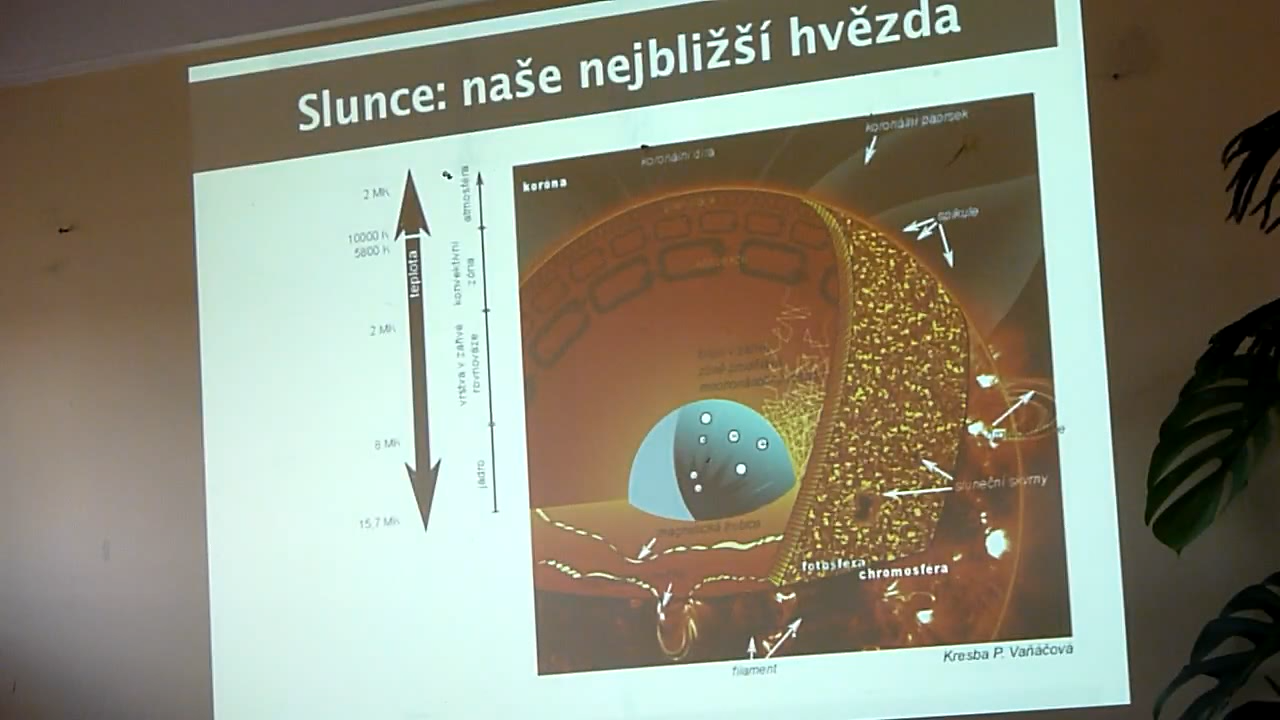 Slunce: naše nejbližší hvězda
2 MK
10000 K
5800 K
teplota
2 MK
8 MK
15,7 MK
atmosféra
konvektivní
zóna
vrstva v zářivé
rovnováze
jádro
koróna
koronální díra
koronální paprsek
spikule
sluneční skvrny
magnetická trubice
fotosféra
chromosféra
filament
Kresba P. Vaňáčová